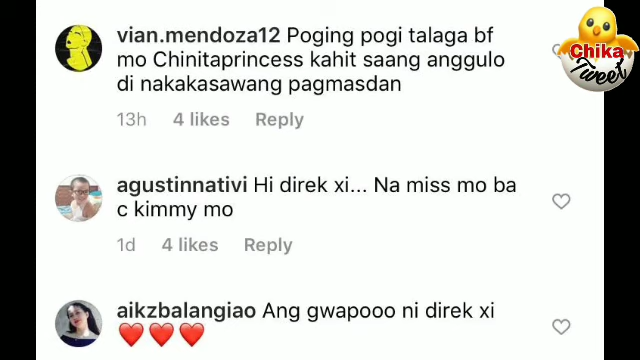 vian.mendoza12 Poging pogi talaga bf
mo Chinitaprincess kahit saang anggulo
di nakakasawang pagmasdan
13h 4 likes Reply
Chika
Tweet
agustinnativi Hi direk xi... Na miss mo ba
c kimmy mo
1d 4 likes Reply
aikzbalangiao Ang gwapooo ni direk xi
❤️❤️❤️